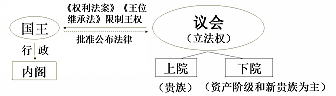 《权利法案》《王位
继承法》限制王权
国王
批准公布法律
议会
(立法权)
行
政
内阁
上院
下院
(贵族)
(资产阶级和新贵族为主)